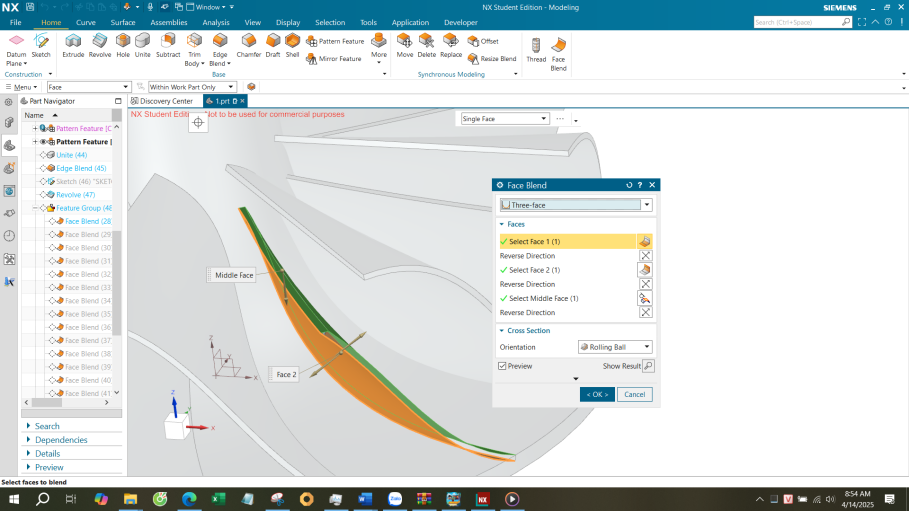 NX
Window
NX Student Edition - Modeling
SIEMENS
File
Home
Curve
Surface
Assemblies
Analysis
View
Display
Selection
Tools
Application
Developer
Search (Ctrl+Space)
Datum Plane
Sketch
Extrude
Revolve
Hole
Unite
Subtract
Trim Body
Edge Blend
Chamfer
Draft
Shell
Pattern Feature
Mirror Feature
More
Move
Delete
Replace
Offset
Resize Blend
Thread
Face Blend
Construction
Base
Synchronous Modeling
Menu
Face
Within Work Part Only
Part Navigator
Discovery Center
1.prt
Name
NX Student Edition Not to be used for commercial purposes
Single Face
Pattern Feature [C
Pattern Feature [
Unite (44)
Edge Blend (45)
Sketch (46) "SKET
Revolve (47)
Feature Group (48
Face Blend (28
Face Blend (29
Face Blend (30
Face Blend (31
Face Blend (32
Face Blend (33
Face Blend (34
Face Blend (35
Face Blend (36
Face Blend (37
Face Blend (38
Face Blend (39
Face Blend (40
Face Blend (41
Search
Dependencies
Details
Preview
Middle Face
Face 2
Z
Y
X
Z
Y
X
Face Blend
Three-face
Faces
Select Face 1 (1)
Reverse Direction
Select Face 2 (1)
Reverse Direction
Select Middle Face (1)
Reverse Direction
Cross Section
Orientation
Rolling Ball
Preview
Show Result
< OK >
Cancel
Select faces to blend
8:54 AM
4/14/2025